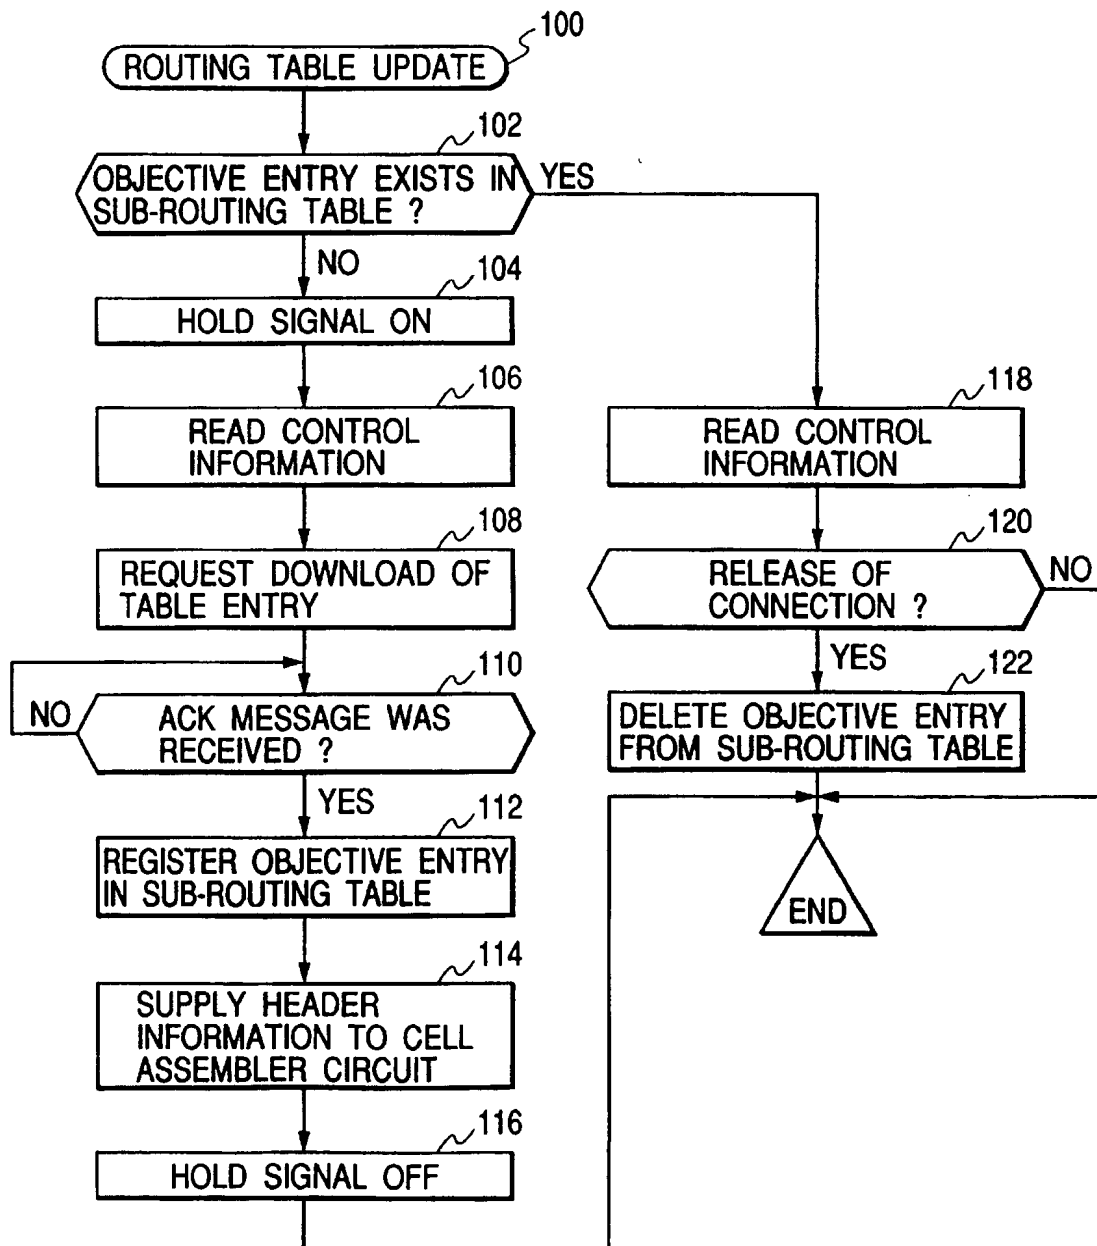 100
ROUTING TABLE UPDATE
102
OBJECTIVE ENTRY EXISTS IN
SUB-ROUTING TABLE ?
YES
NO
104
HOLD SIGNAL ON
106
READ CONTROL
INFORMATION
108
REQUEST DOWNLOAD OF
TABLE ENTRY
110
NO
ACK MESSAGE WAS
RECEIVED ?
YES
112
REGISTER OBJECTIVE ENTRY
IN SUB-ROUTING TABLE
114
SUPPLY HEADER
INFORMATION TO CELL
ASSEMBLER CIRCUIT
116
HOLD SIGNAL OFF
118
READ CONTROL
INFORMATION
120
RELEASE OF
CONNECTION ?
NO
YES
122
DELETE OBJECTIVE ENTRY
FROM SUB-ROUTING TABLE
END